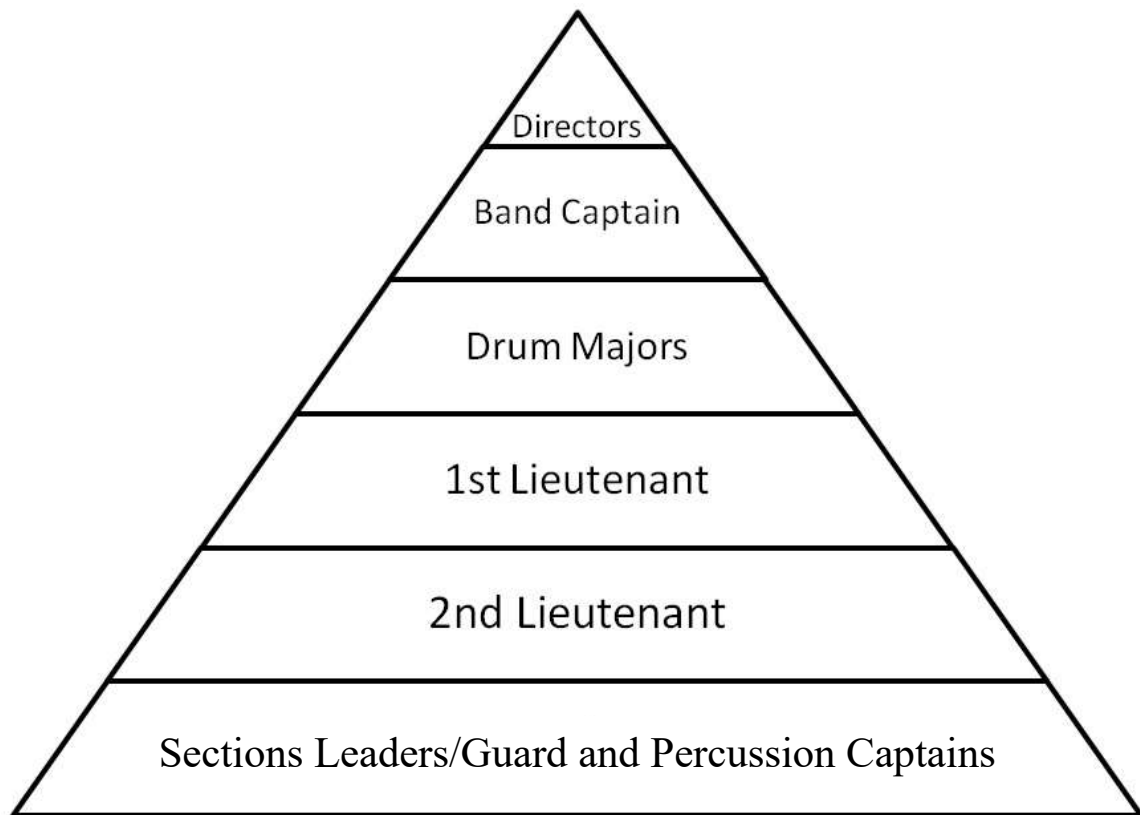 Directors
Band Captain
Drum Majors
1st Lieutenant
2nd Lieutenant
Sections Leaders/Guard and Percussion Captains